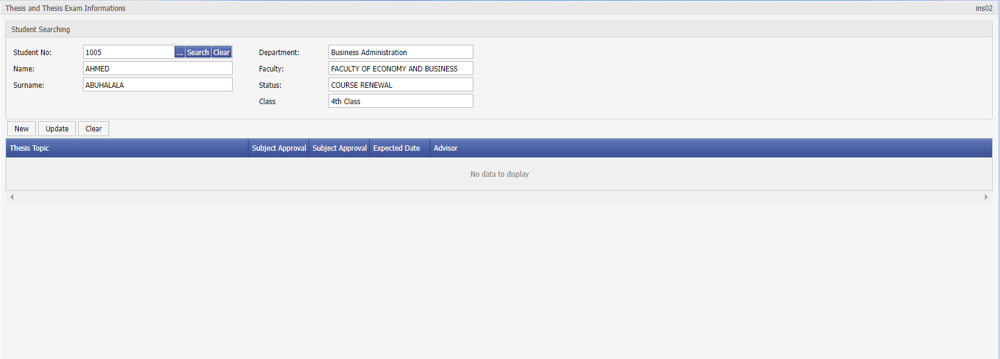 Thesis and Thesis Exam Informations ins02
Student Searching
Student No: 1005 ... Search Clear Department: Business Administration
Name: AHMED Faculty: FACULTY OF ECONOMY AND BUSINESS
Surname: ABUHALALA Status: COURSE RENEWAL
Class 4th Class
New Update Clear
Thesis Topic Subject Approval Subject Approval Expected Date Advisor
No data to display